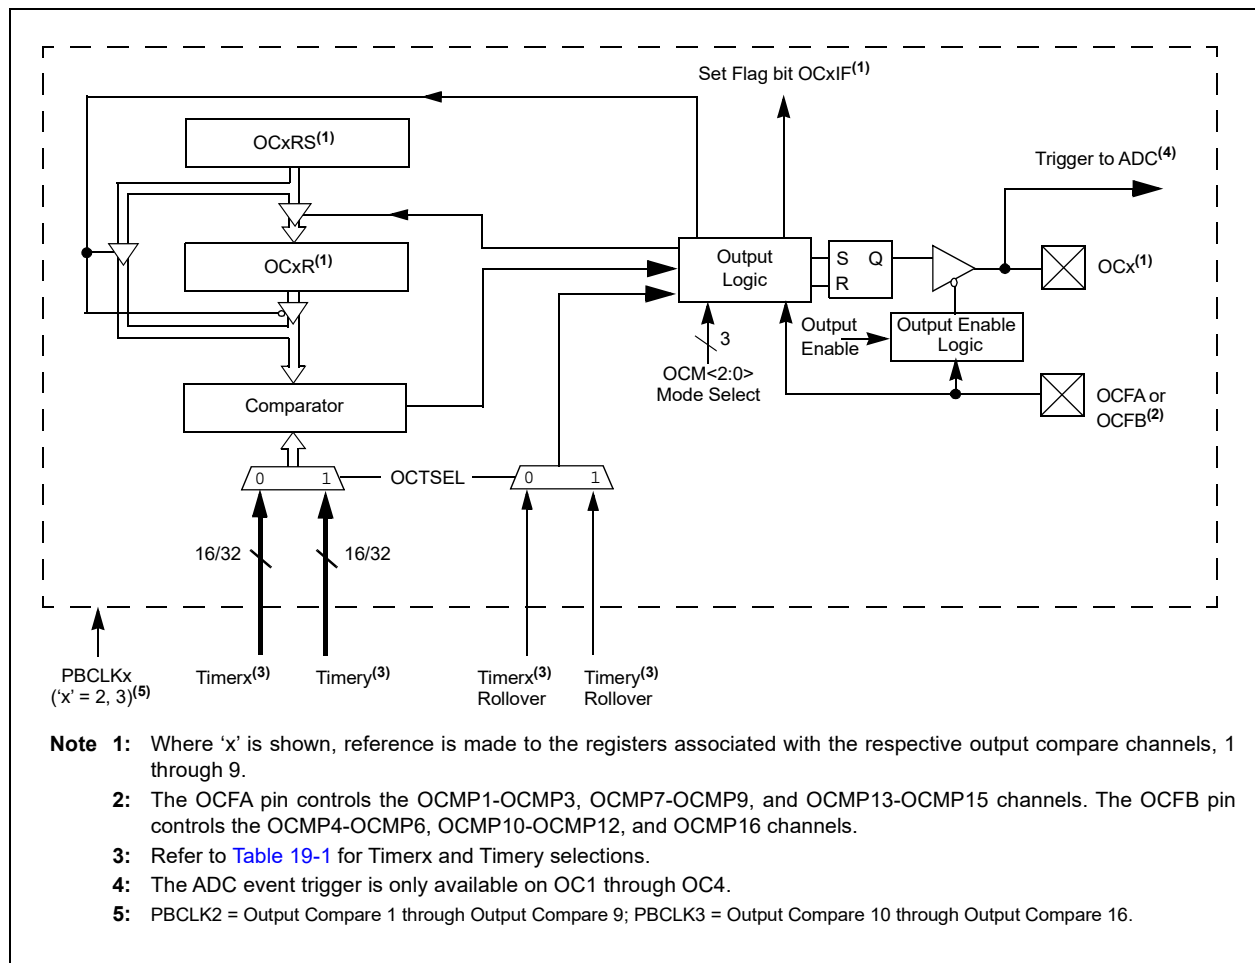 Set Flag bit OCxIF(1)
OCxRS(1)
Trigger to ADC(4)
OCxR(1)
Output
Logic
S Q
R
OCx(1)
3
OCM<2:0>
Mode Select
Output
Enable
Output Enable
Logic
Comparator
OCFA or
OCFB(2)
0 1
OCTSEL
0 1
16/32
16/32
PBCLKx
(‘x’ = 2, 3)(5)
Timerx(3)
Timery(3)
Timerx(3)
Rollover
Timery(3)
Rollover
Note 1: Where ‘x’ is shown, reference is made to the registers associated with the respective output compare channels, 1
through 9.
2: The OCFA pin controls the OCMP1-OCMP3, OCMP7-OCMP9, and OCMP13-OCMP15 channels. The OCFB pin
controls the OCMP4-OCMP6, OCMP10-OCMP12, and OCMP16 channels.
3: Refer to Table 19-1 for Timerx and Timery selections.
4: The ADC event trigger is only available on OC1 through OC4.
5: PBCLK2 = Output Compare 1 through Output Compare 9; PBCLK3 = Output Compare 10 through Output Compare 16.